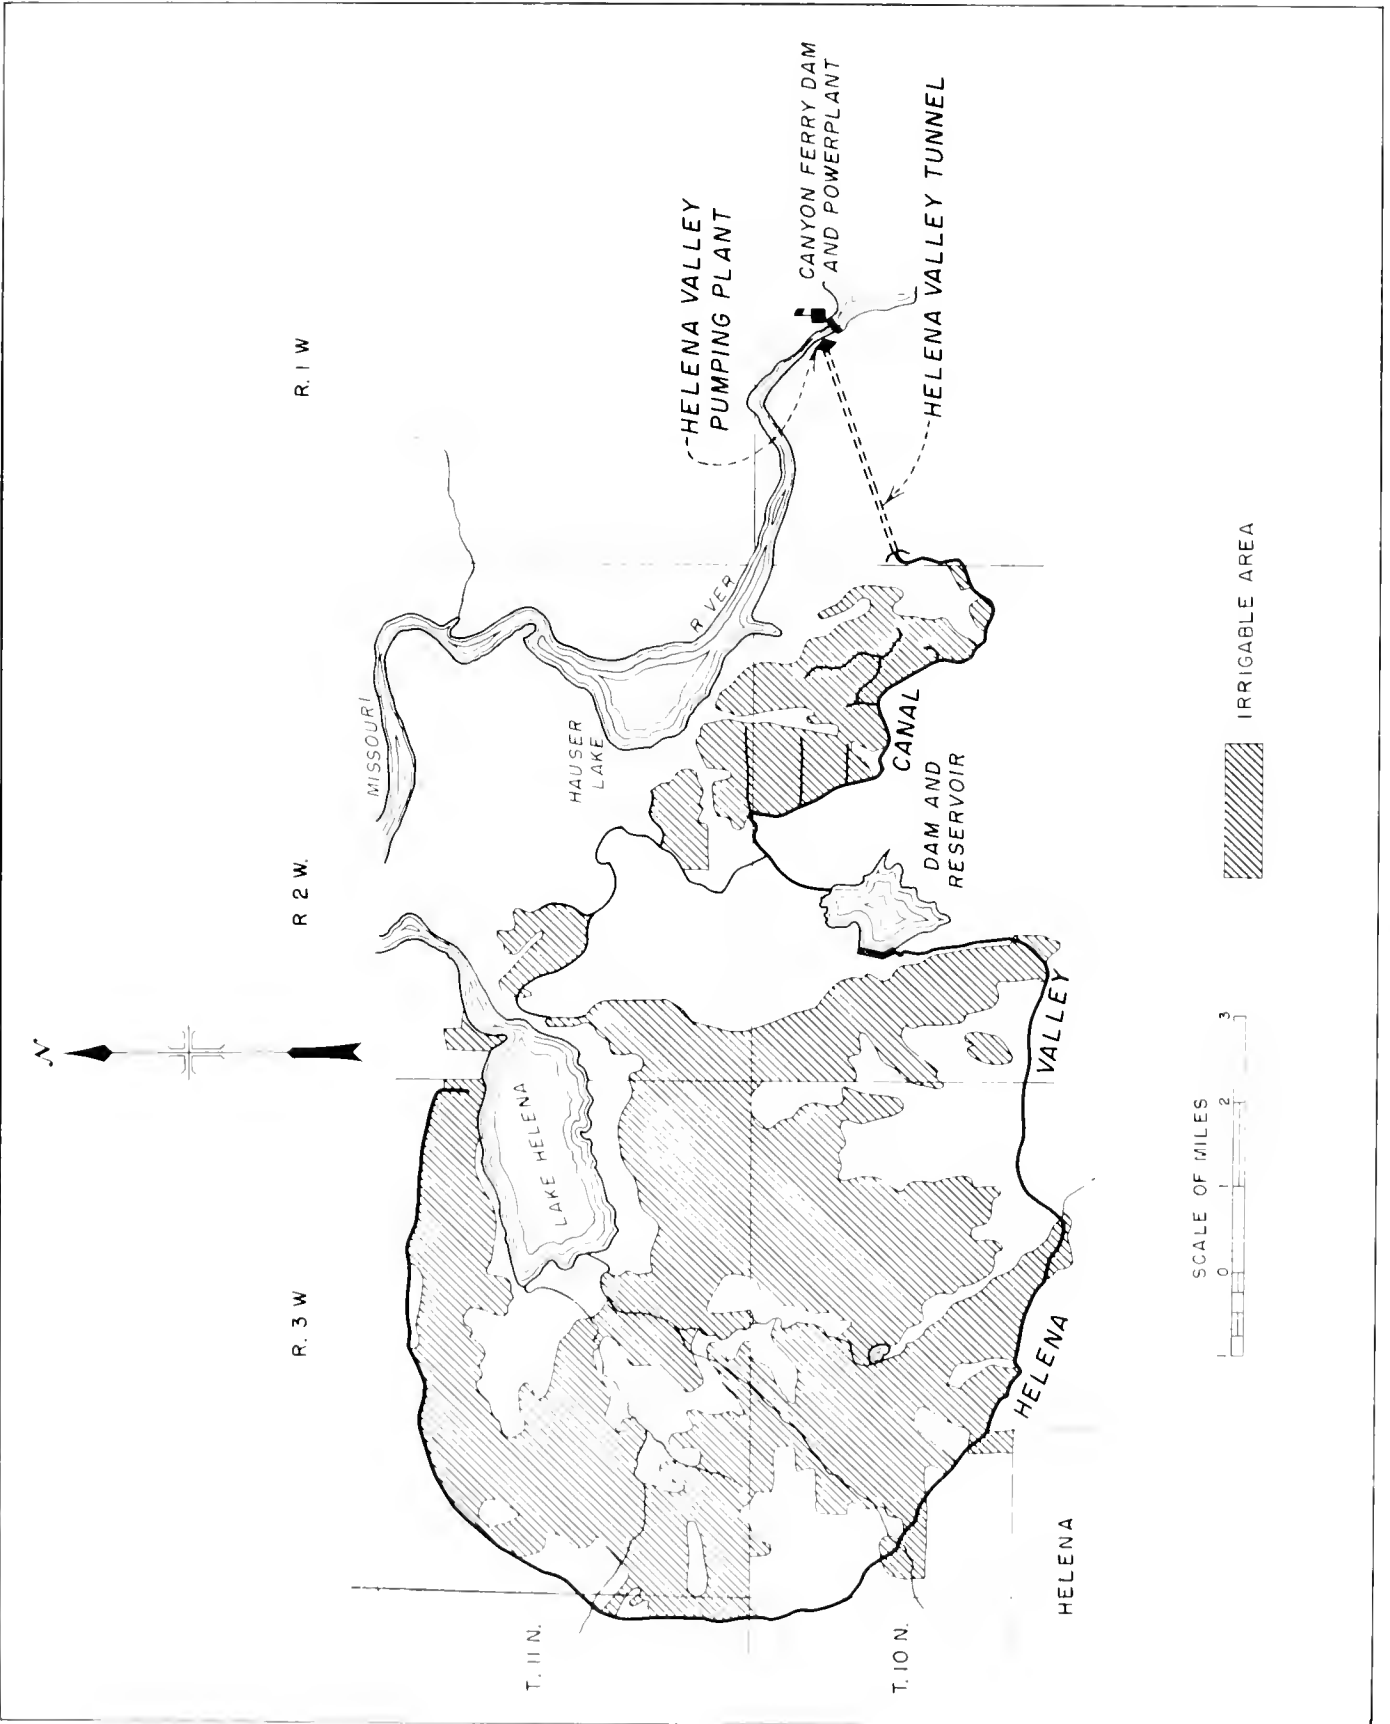 N
R. 3 W
R 2 W.
R. 1 W
T. 11 N.
T. 10 N.
MISSOURI
R VER
HAUSER
LAKE
LAKE HELENA
HELENA VALLEY
PUMPING PLANT
CANYON FERRY DAM
AND POWERPLANT
HELENA VALLEY TUNNEL
CANAL
DAM AND
RESERVOIR
VALLEY
HELENA
HELENA
SCALE OF MILES
1 0 1 2 3
IRRIGABLE AREA